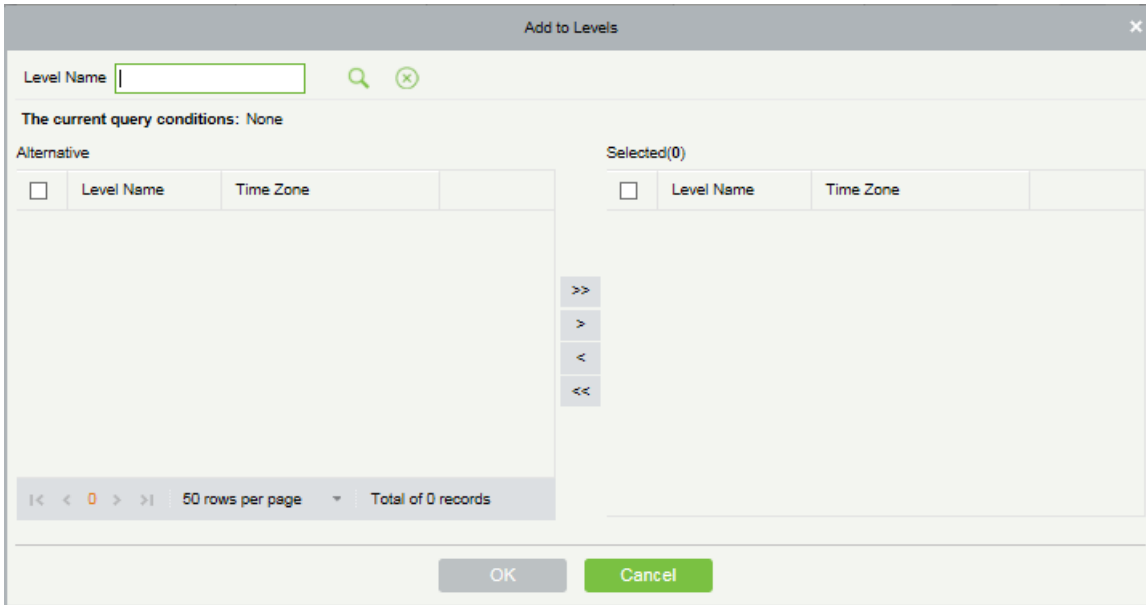 Add to Levels
Level Name
The current query conditions: None
Alternative
Selected(0)
Level Name Time Zone
Level Name Time Zone
>>
>
<
<<
|< < 0 > >| 50 rows per page Total of 0 records
OK Cancel